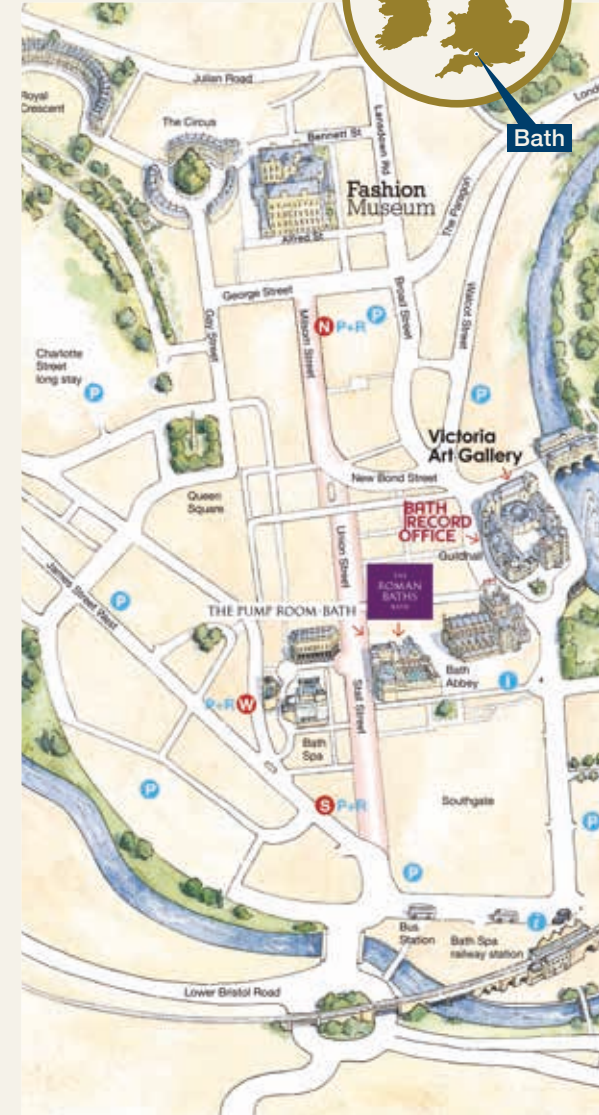 Bath
Julian Road
Royal
Crescent
The Circus
Bennett St
Lansdown Rd
Fashion
Museum
The Paragon
Alfred St
George Street
Gay Street
Milsom Street
N P+R P
Broad Street
Walcot Street
Charlotte
Street
long stay
P
P
Victoria
Art Gallery
New Bond Street
Queen
Square
BATH
RECORD
OFFICE
Guildhall
Union Street
James Street West
P
THE
ROMAN
BATHS
BATH
THE PUMP ROOM · BATH
Bath
Abbey
i
Stall Street
P+R W
Bath
Spa
P
S P+R
Southgate
P
P
Bus
Station
Bath Spa
railway station
i
Lower Bristol Road